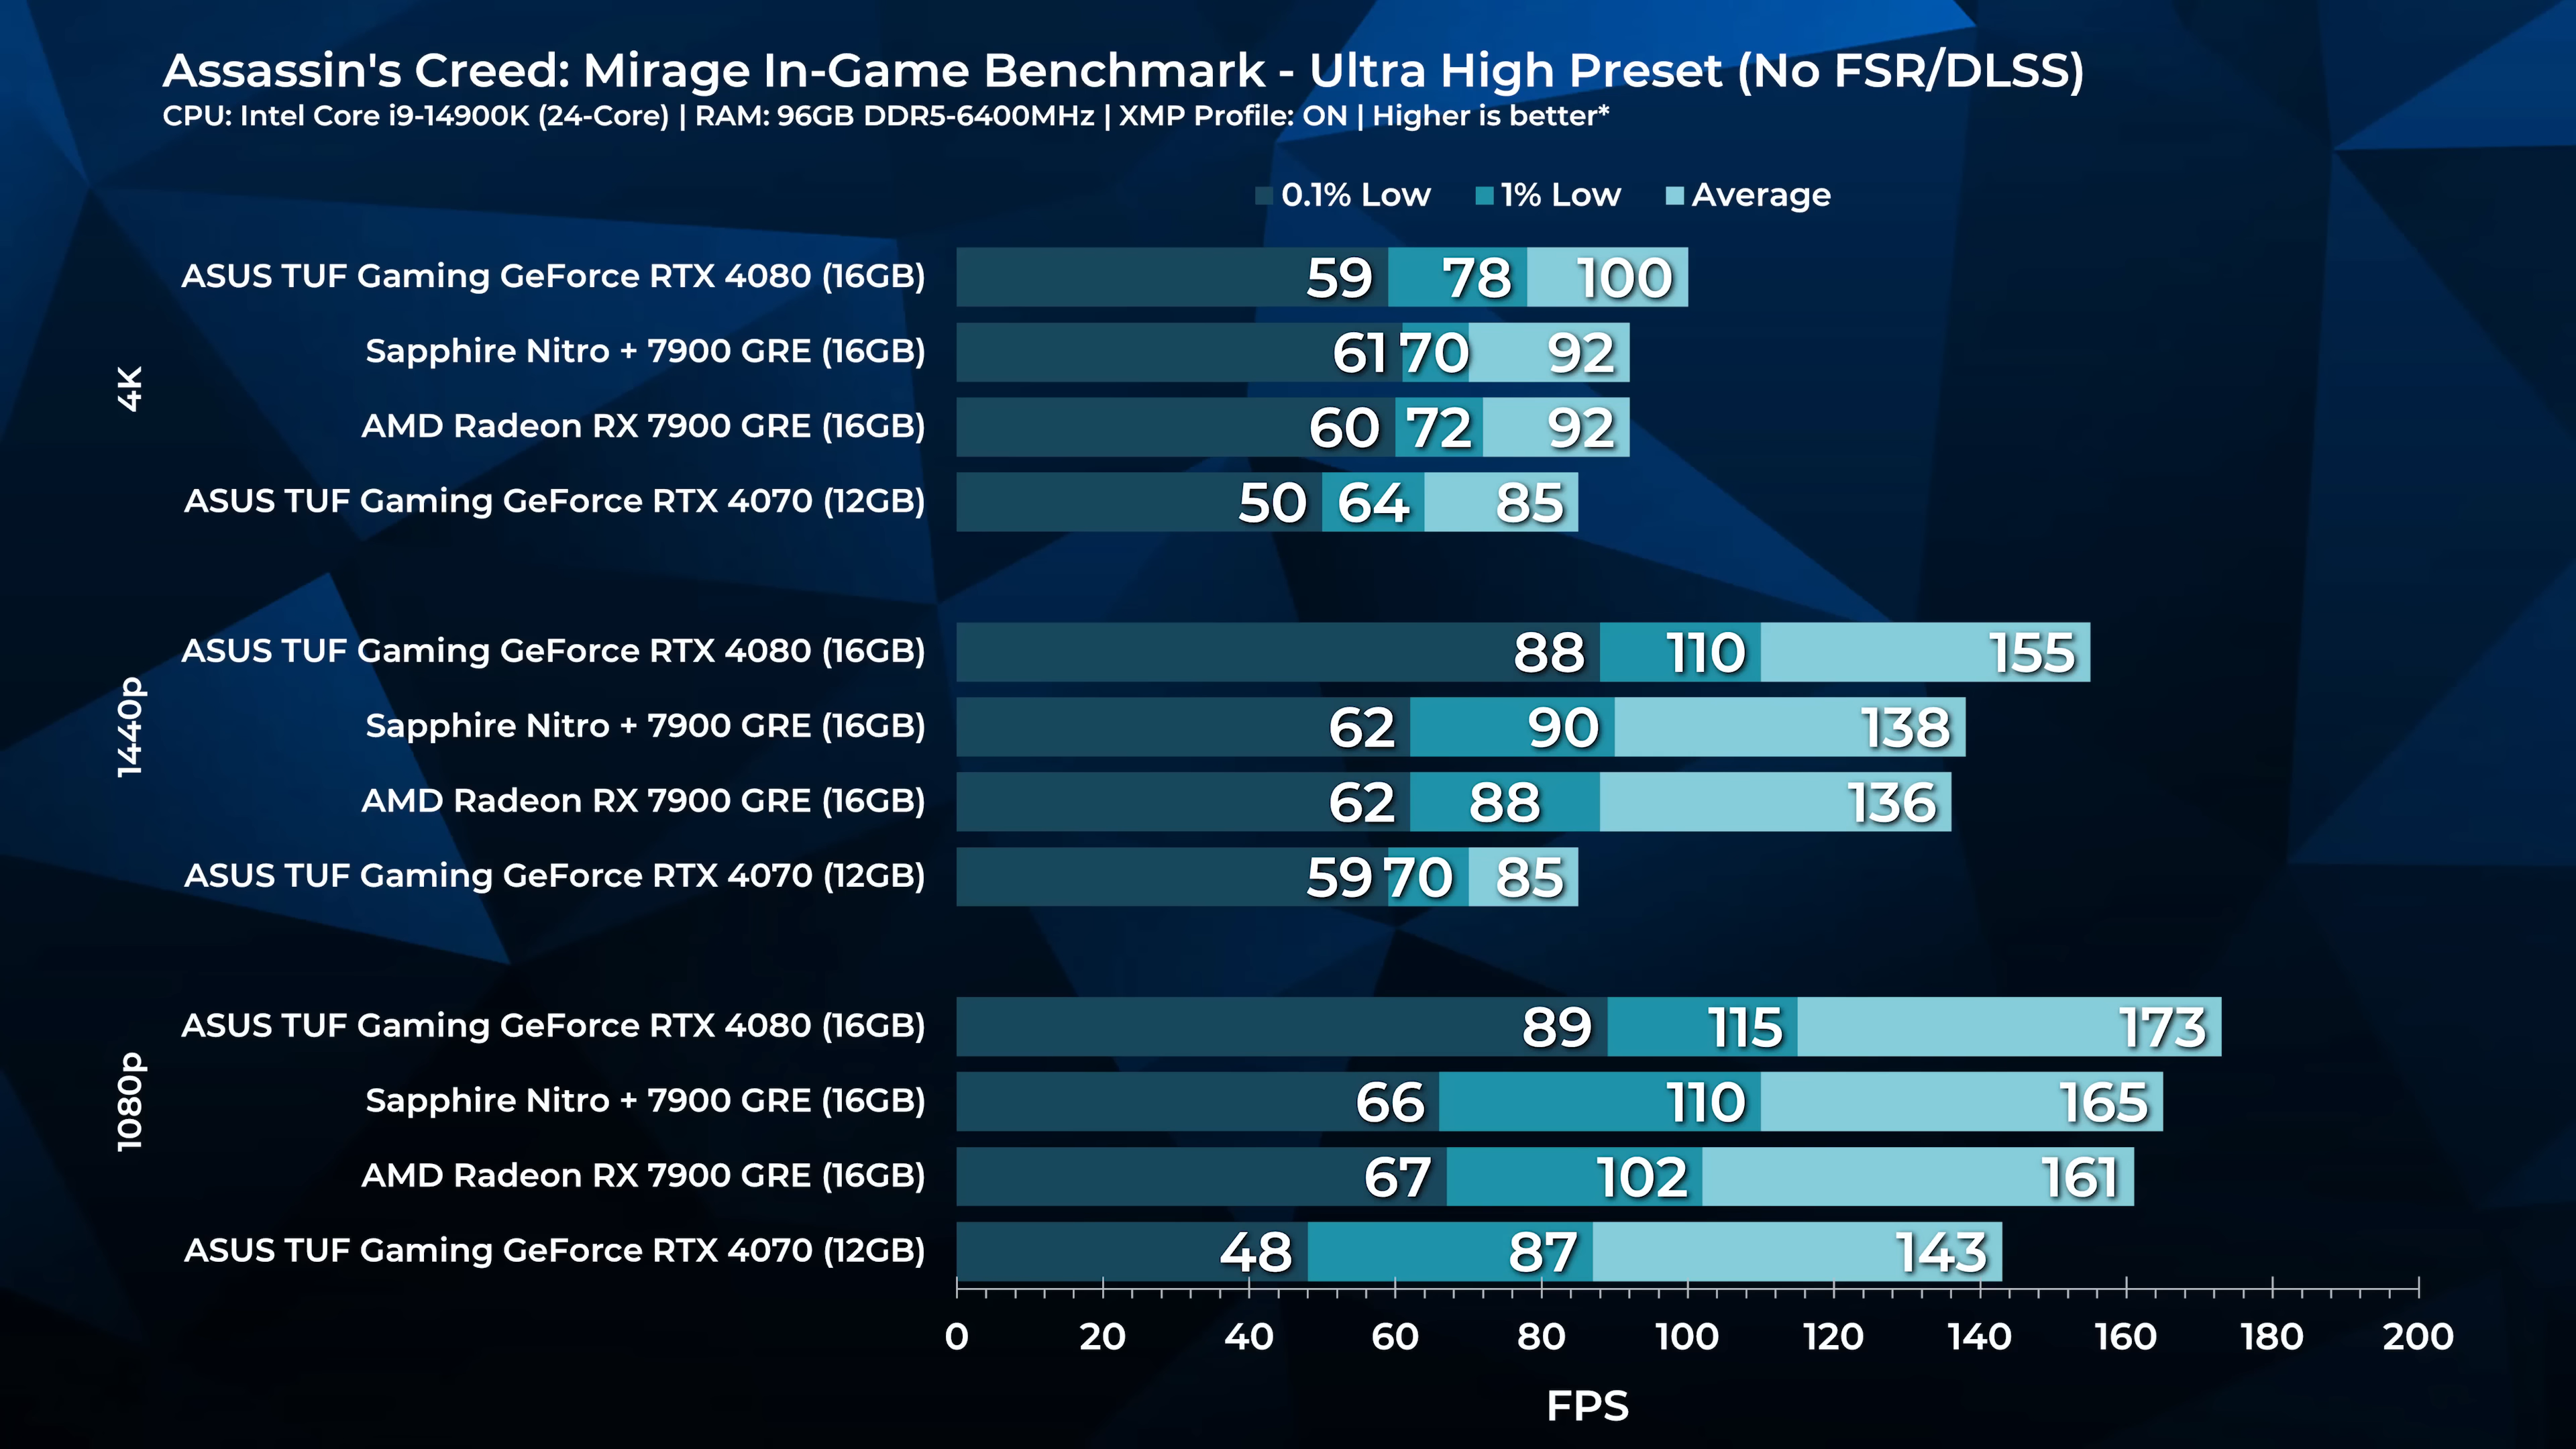 Assassin's Creed: Mirage In-Game Benchmark - Ultra High Preset (No FSR/DLSS)
CPU: Intel Core i9-14900K (24-Core) | RAM: 96GB DDR5-6400MHz | XMP Profile: ON | Higher is better*
0.1% Low 1% Low Average
4K
ASUS TUF Gaming GeForce RTX 4080 (16GB) 59 78 100
Sapphire Nitro + 7900 GRE (16GB) 61 70 92
AMD Radeon RX 7900 GRE (16GB) 60 72 92
ASUS TUF Gaming GeForce RTX 4070 (12GB) 50 64 85
1440p
ASUS TUF Gaming GeForce RTX 4080 (16GB) 88 110 155
Sapphire Nitro + 7900 GRE (16GB) 62 90 138
AMD Radeon RX 7900 GRE (16GB) 62 88 136
ASUS TUF Gaming GeForce RTX 4070 (12GB) 59 70 85
1080p
ASUS TUF Gaming GeForce RTX 4080 (16GB) 89 115 173
Sapphire Nitro + 7900 GRE (16GB) 66 110 165
AMD Radeon RX 7900 GRE (16GB) 67 102 161
ASUS TUF Gaming GeForce RTX 4070 (12GB) 48 87 143
0 20 40 60 80 100 120 140 160 180 200
FPS